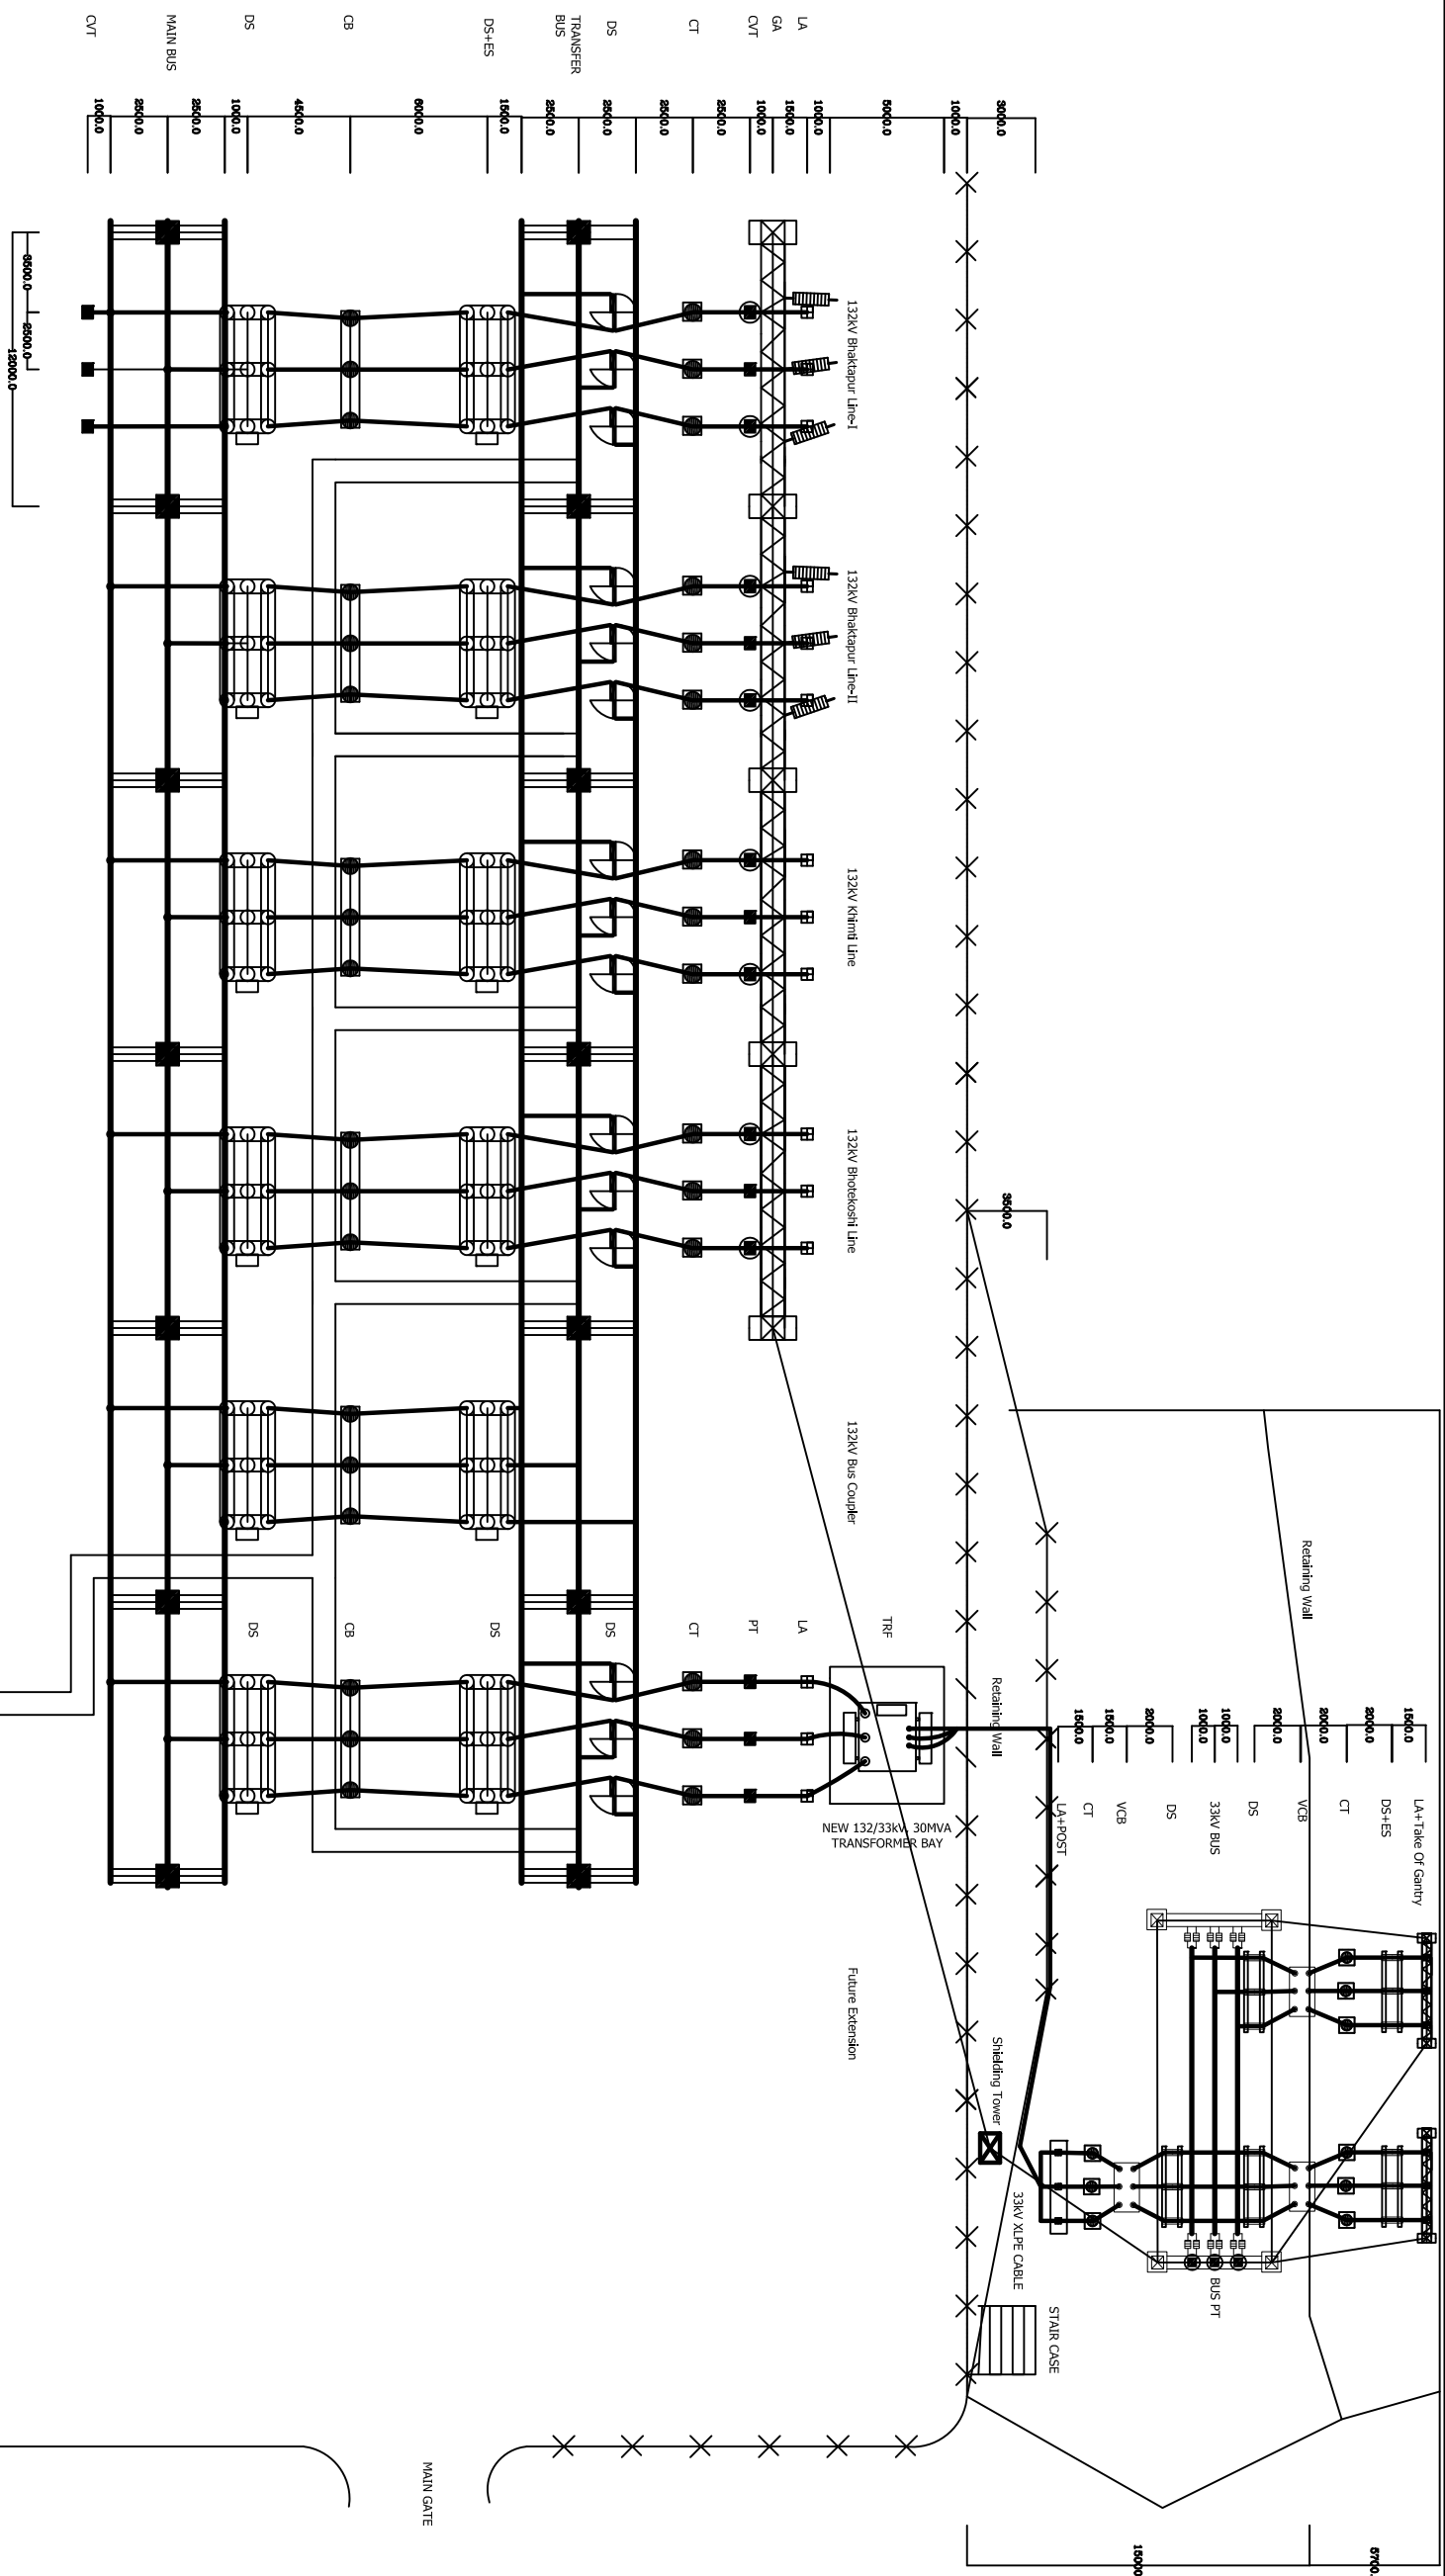 LA+Take Of Gantry
DS+ES
CT
VCB
DS
33kV BUS
DS
VCB
CT
LA+POST
1500.0
2000.0
2000.0
2000.0
1000.0
1000.0
2000.0
1500.0
1500.0
5700.
15000
Retaining Wall
BUS PT
STAIR CASE
33kV XLPE CABLE
Shielding Tower
Retaining Wall
3500.0
3000.0
1000.0
5000.0
1000.0
1500.0
1000.0
2500.0
2500.0
2500.0
2500.0
1500.0
6000.0
4500.0
1000.0
2500.0
2500.0
1000.0
LA
GA
CVT
CT
DS
TRANSFER
BUS
DS+ES
CB
DS
MAIN BUS
CVT
132kV Bhaktapur Line-I
132kV Bhaktapur Line-II
132kV Khimti Line
132kV Bhotekoshi Line
132kV Bus Coupler
TRF
LA
PT
CT
DS
DS
CB
DS
NEW 132/33kV, 30MVA
TRANSFORMER BAY
Future Extension
MAIN GATE
3500.0
2500.0
12000.0